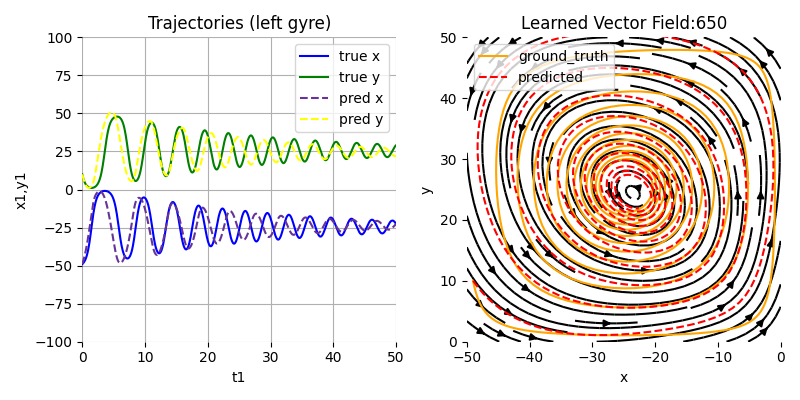 Trajectories (left gyre)
100
75
50
25
0
−25
−50
−75
−100
x1,y1
0 10 20 30 40 50
t1
true x
true y
pred x
pred y
Learned Vector Field:650
50
40
30
20
10
0
y
−50 −40 −30 −20 −10 0
x
ground_truth
predicted